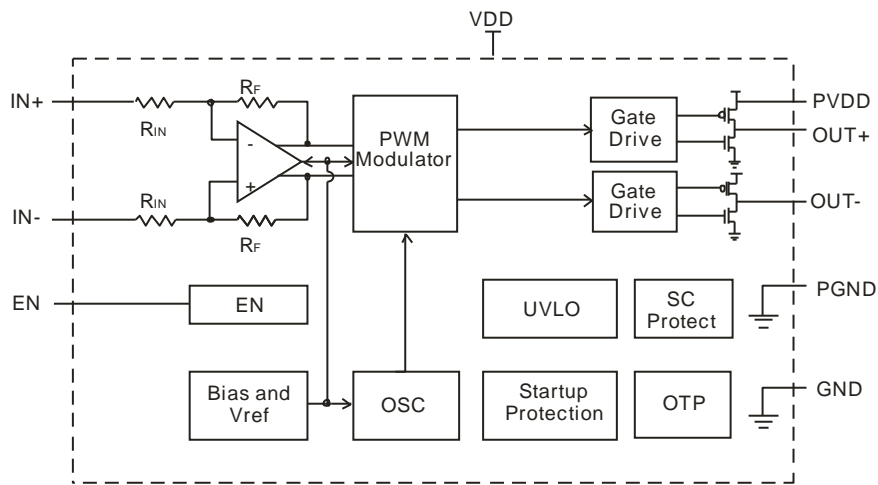 VDD
IN+
RIN
RF
-
+
PWM
Modulator
Gate
Drive
PVDD
OUT+
IN-
RIN
RF
Gate
Drive
OUT-
EN
EN
UVLO
SC
Protect
PGND
Bias and
Vref
OSC
Startup
Protection
OTP
GND